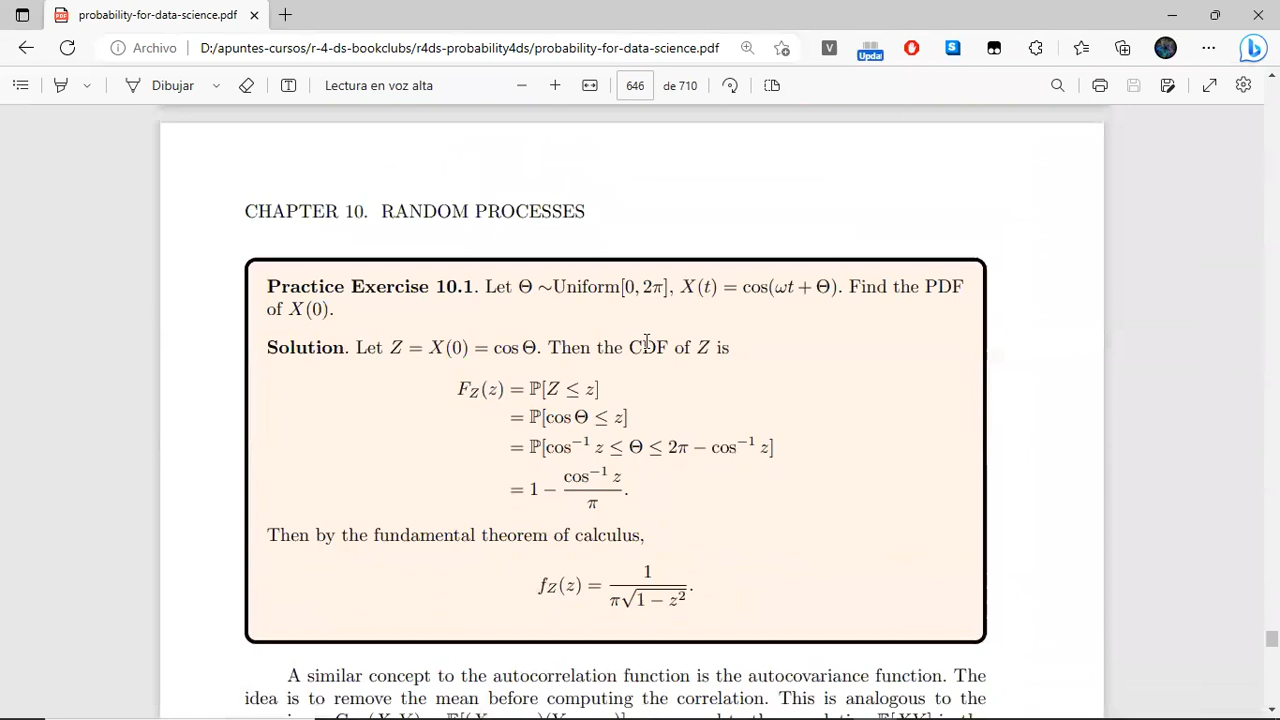 probability-for-data-science.pdf
Archivo D:/apuntes-cursos/r-4-ds-bookclubs/r4ds-probability4ds/probability-for-data-science.pdf
V Upda! S
Dibujar Lectura en voz alta 646 de 710
CHAPTER 10. RANDOM PROCESSES
Practice Exercise 10.1. Let Θ ∼Uniform[0, 2π], X(t) = cos(ωt + Θ). Find the PDF
of X(0).
Solution. Let Z = X(0) = cos Θ. Then the CDF of Z is
F_Z(z) = ℙ[Z ≤ z]
= ℙ[cos Θ ≤ z]
= ℙ[cos⁻¹ z ≤ Θ ≤ 2π − cos⁻¹ z]
= 1 − cos⁻¹ z / π.
Then by the fundamental theorem of calculus,
f_Z(z) = 1 / π√(1 − z²).
A similar concept to the autocorrelation function is the autocovariance function. The
idea is to remove the mean before computing the correlation. This is analogous to the